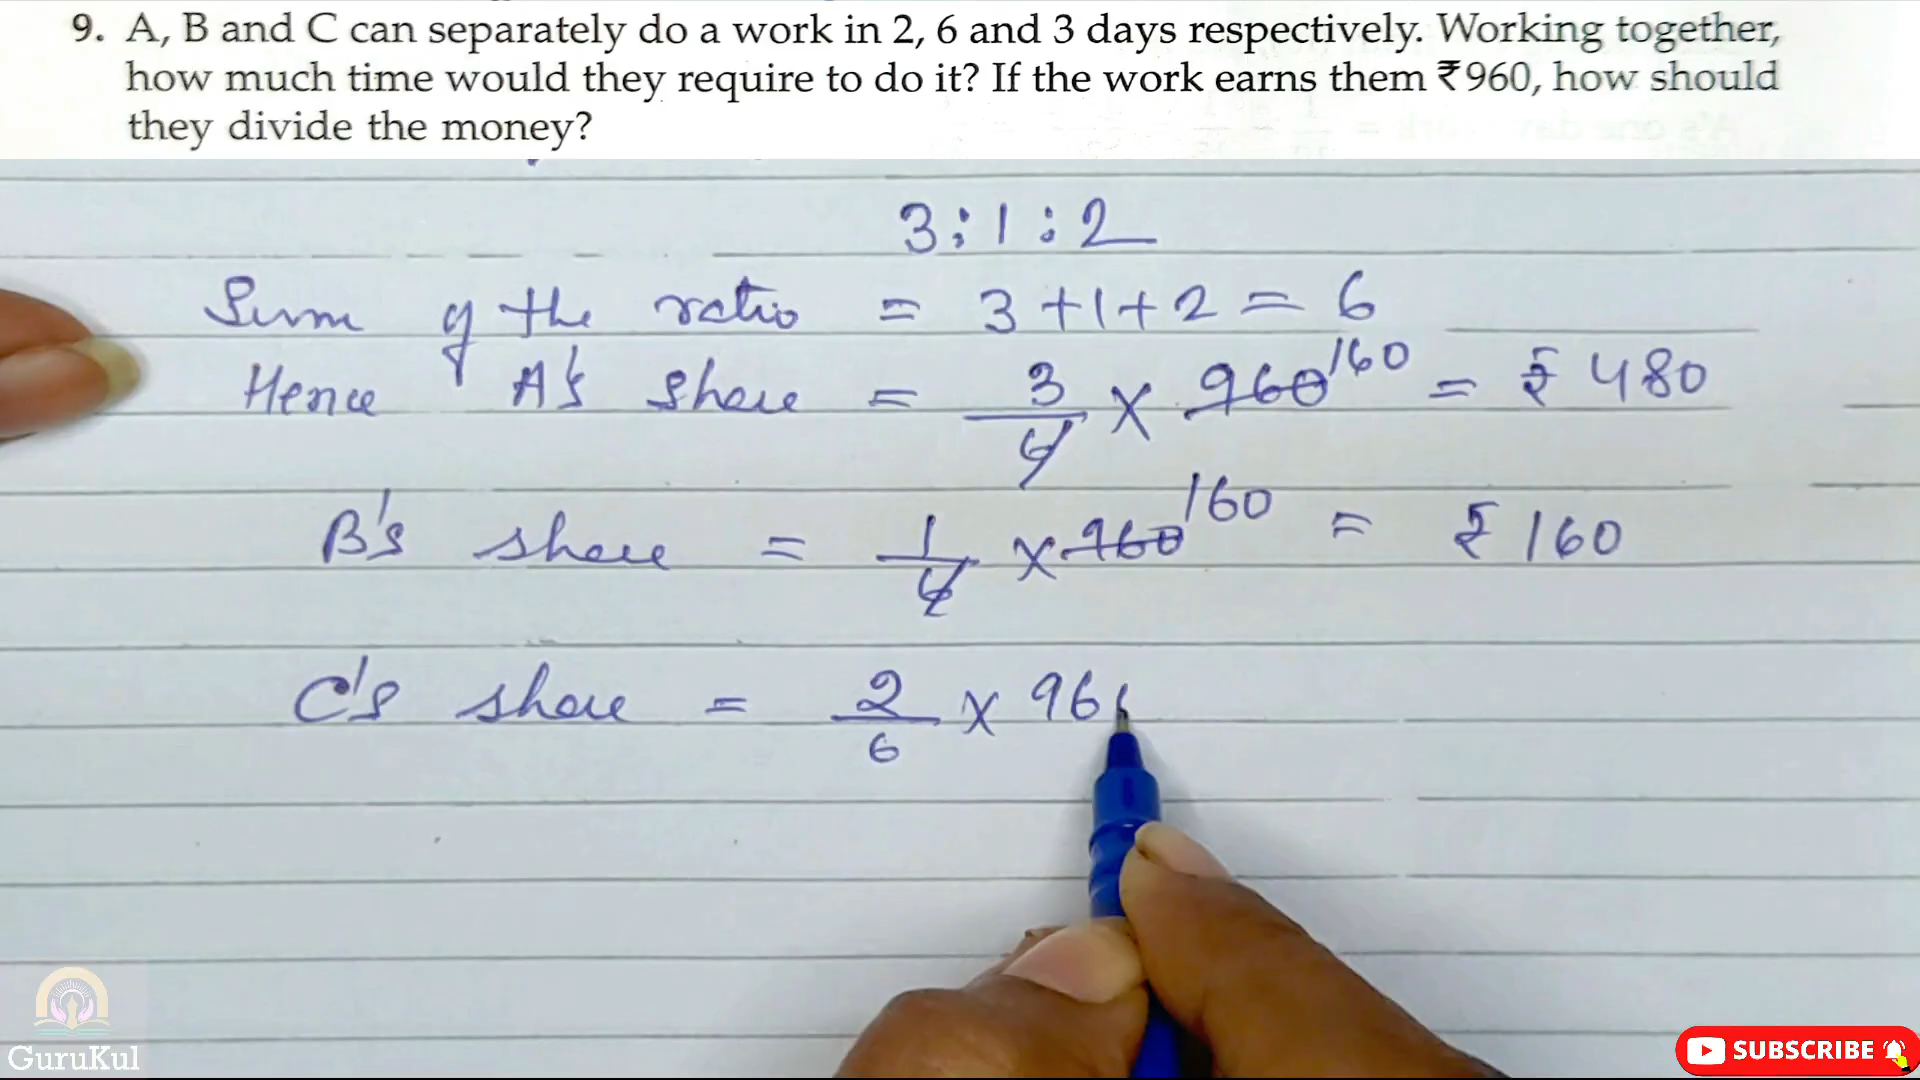 9. A, B and C can separately do a work in 2, 6 and 3 days respectively. Working together,
how much time would they require to do it? If the work earns them ₹960, how should
they divide the money?
3 : 1 : 2
Sum of the ratio = 3 + 1 + 2 = 6
Hence A's share = 3/6 × 960 160 = ₹ 480
B's share = 1/6 × 960 160 = ₹ 160
C's share = 2/6 × 96
GuruKul
SUBSCRIBE